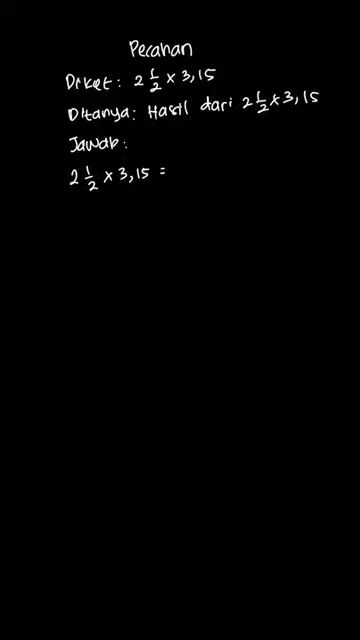 Pecahan
Diket: 2 1/2 x 3,15
Ditanya: Hasil dari 2 1/2 x 3,15
Jawab:
2 1/2 x 3,15 =